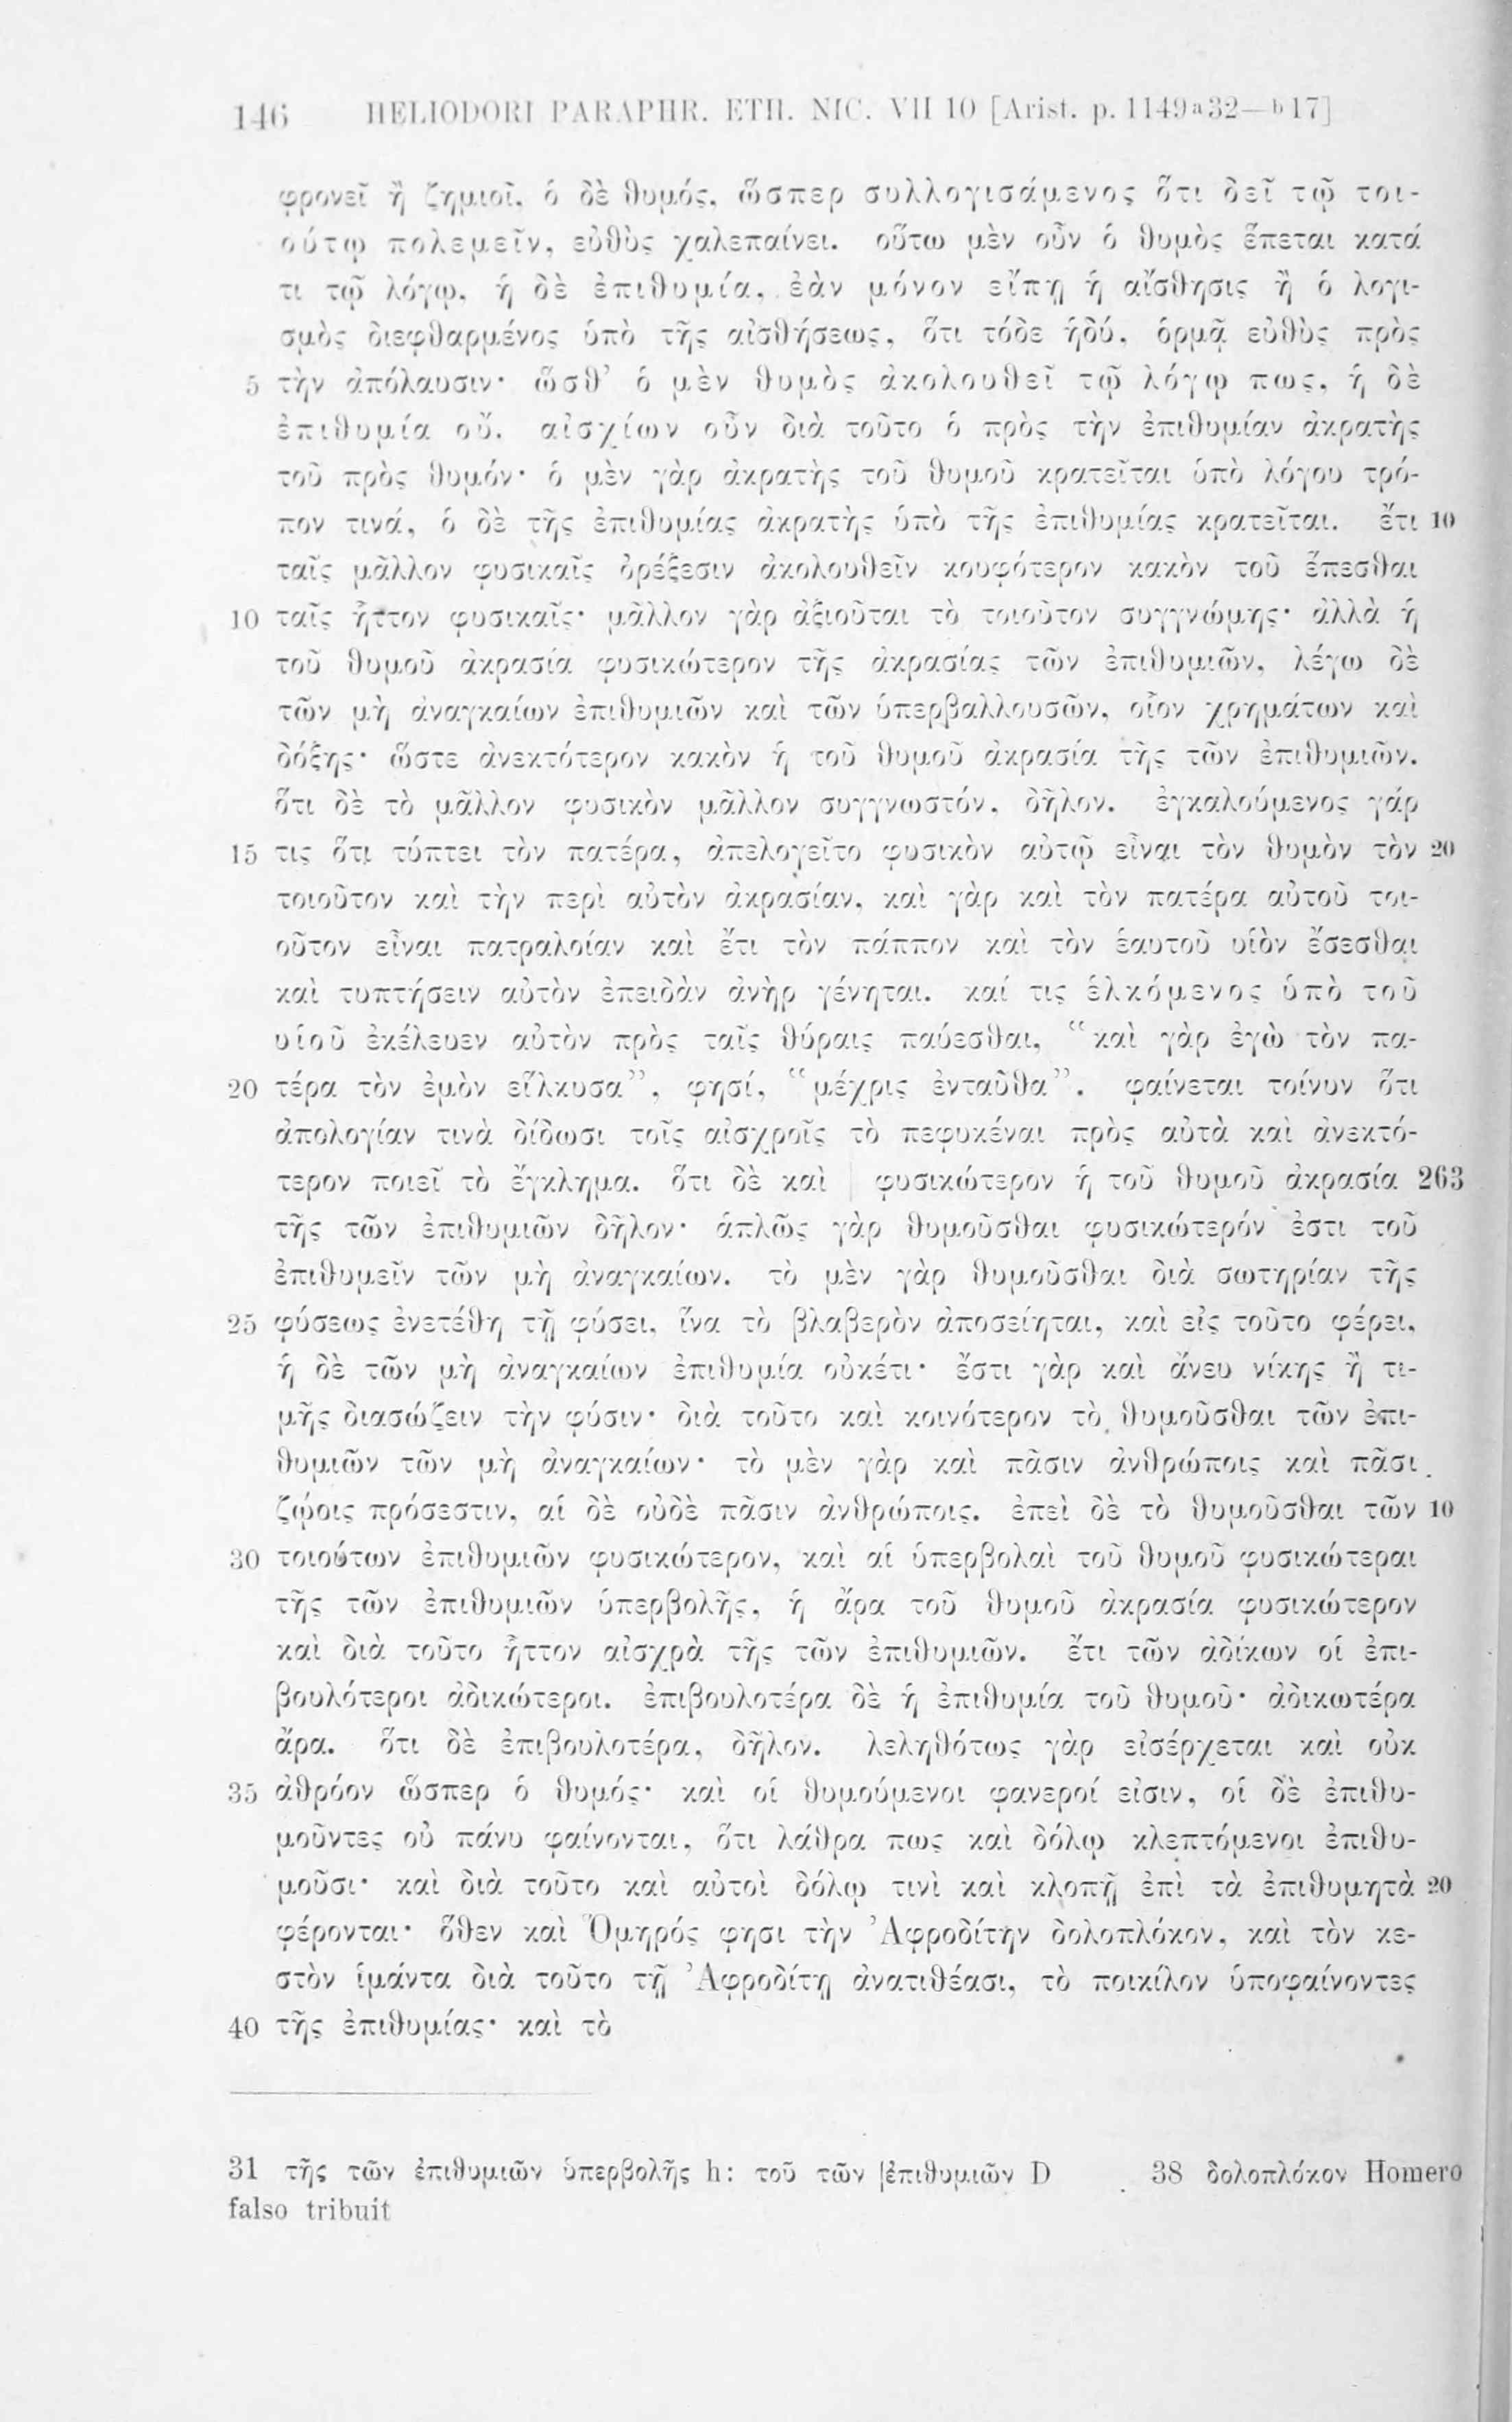 146 HELIODORI PARAPHR. ETH. NIC. VII 10 [Arist. p. 1149a32—b17]
φρονεῖ ἢ ζημιοῖ, ὁ δὲ θυμός, ὥσπερ συλλογισάμενος ὅτι δεῖ τῷ τοι-
ούτῳ πολεμεῖν, εὐθὺς χαλεπαίνει. οὕτω μὲν οὖν ὁ θυμὸς ἕπεται κατά
τι τῷ λόγῳ, ἡ δὲ ἐπιθυμία, ἐὰν μόνον εἴπῃ ἡ αἴσθησις ἢ ὁ λογι-
σμὸς διεφθαρμένος ὑπὸ τῆς αἰσθήσεως, ὅτι τόδε ἡδύ, ὁρμᾷ εὐθὺς πρὸς
5 τὴν ἀπόλαυσιν· ὥσθ’ ὁ μὲν θυμὸς ἀκολουθεῖ τῷ λόγῳ πως, ἡ δὲ
ἐπιθυμία οὔ. αἰσχίων οὖν διὰ τοῦτο ὁ πρὸς τὴν ἐπιθυμίαν ἀκρατὴς
τοῦ πρὸς θυμόν· ὁ μὲν γὰρ ἀκρατὴς τοῦ θυμοῦ κρατεῖται ὑπὸ λόγου τρό-
πον τινά, ὁ δὲ τῆς ἐπιθυμίας ἀκρατὴς ὑπὸ τῆς ἐπιθυμίας κρατεῖται. ἔτι 10
ταῖς μᾶλλον φυσικαῖς ὀρέξεσιν ἀκολουθεῖν κουφότερον κακὸν τοῦ ἕπεσθαι
10 ταῖς ἧττον φυσικαῖς· μᾶλλον γὰρ ἀξιοῦται τὸ τοιοῦτον συγγνώμης· ἀλλὰ ἡ
τοῦ θυμοῦ ἀκρασία φυσικώτερον τῆς ἀκρασίας τῶν ἐπιθυμιῶν, λέγω δὲ
τῶν μὴ ἀναγκαίων ἐπιθυμιῶν καὶ τῶν ὑπερβαλλουσῶν, οἷον χρημάτων καὶ
δόξης· ὥστε ἀνεκτότερον κακὸν ἡ τοῦ θυμοῦ ἀκρασία τῆς τῶν ἐπιθυμιῶν.
ὅτι δὲ τὸ μᾶλλον φυσικὸν μᾶλλον συγγνωστόν, δῆλον. ἐγκαλούμενος γάρ
15 τις ὅτι τύπτει τὸν πατέρα, ἀπελογεῖτο φυσικὸν αὐτῷ εἶναι τὸν θυμὸν τὸν 20
τοιοῦτον καὶ τὴν περὶ αὐτὸν ἀκρασίαν, καὶ γὰρ καὶ τὸν πατέρα αὐτοῦ τοι-
οῦτον εἶναι πατραλοίαν καὶ ἔτι τὸν πάππον καὶ τὸν ἑαυτοῦ υἱὸν ἔσεσθαι
καὶ τυπτήσειν αὐτὸν ἐπειδὰν ἀνὴρ γένηται. καί τις ἑλκόμενος ὑπὸ τοῦ
υἱοῦ ἐκέλευεν αὐτὸν πρὸς ταῖς θύραις παύεσθαι, “καὶ γὰρ ἐγὼ τὸν πα-
20 τέρα τὸν ἐμὸν εἵλκυσα”, φησί, “μέχρις ἐνταῦθα”. φαίνεται τοίνυν ὅτι
ἀπολογίαν τινὰ δίδωσι τοῖς αἰσχροῖς τὸ πεφυκέναι πρὸς αὐτὰ καὶ ἀνεκτό-
τερον ποιεῖ τὸ ἔγκλημα. ὅτι δὲ καὶ | φυσικώτερον ἡ τοῦ θυμοῦ ἀκρασία 263
τῆς τῶν ἐπιθυμιῶν δῆλον· ἁπλῶς γὰρ θυμοῦσθαι φυσικώτερόν ἐστι τοῦ
ἐπιθυμεῖν τῶν μὴ ἀναγκαίων. τὸ μὲν γὰρ θυμοῦσθαι διὰ σωτηρίαν τῆς
25 φύσεως ἐνετέθη τῇ φύσει, ἵνα τὸ βλαβερὸν ἀποσείηται, καὶ εἰς τοῦτο φέρει,
ἡ δὲ τῶν μὴ ἀναγκαίων ἐπιθυμία οὐκέτι· ἔστι γὰρ καὶ ἄνευ νίκης ἢ τι-
μῆς διασώζειν τὴν φύσιν· διὰ τοῦτο καὶ κοινότερον τὸ θυμοῦσθαι τῶν ἐπι-
θυμιῶν τῶν μὴ ἀναγκαίων· τὸ μὲν γὰρ καὶ πᾶσιν ἀνθρώποις καὶ πᾶσι
ζῴοις πρόσεστιν, αἱ δὲ οὐδὲ πᾶσιν ἀνθρώποις. ἐπεὶ δὲ τὸ θυμοῦσθαι τῶν 10
30 τοιούτων ἐπιθυμιῶν φυσικώτερον, καὶ αἱ ὑπερβολαὶ τοῦ θυμοῦ φυσικώτεραι
τῆς τῶν ἐπιθυμιῶν ὑπερβολῆς, ἡ ἄρα τοῦ θυμοῦ ἀκρασία φυσικώτερον
καὶ διὰ τοῦτο ἧττον αἰσχρὰ τῆς τῶν ἐπιθυμιῶν. ἔτι τῶν ἀδίκων οἱ ἐπι-
βουλότεροι ἀδικώτεροι. ἐπιβουλοτέρα δὲ ἡ ἐπιθυμία τοῦ θυμοῦ· ἀδικωτέρα
ἄρα. ὅτι δὲ ἐπιβουλοτέρα, δῆλον. λεληθότως γὰρ εἰσέρχεται καὶ οὐκ
35 ἀθρόον ὥσπερ ὁ θυμός· καὶ οἱ θυμούμενοι φανεροί εἰσιν, οἱ δὲ ἐπιθυ-
μοῦντες οὐ πάνυ φαίνονται, ὅτι λάθρα πως καὶ δόλῳ κλεπτόμενοι ἐπιθυ-
μοῦσι· καὶ διὰ τοῦτο καὶ αὐτοὶ δόλῳ τινὶ καὶ κλοπῇ ἐπὶ τὰ ἐπιθυμητὰ 20
φέρονται· ὅθεν καὶ Ὅμηρός φησι τὴν Ἀφροδίτην δολοπλόκον, καὶ τὸν κε-
στὸν ἱμάντα διὰ τοῦτο τῇ Ἀφροδίτῃ ἀνατιθέασι, τὸ ποικίλον ὑποφαίνοντες
40 τῆς ἐπιθυμίας· καὶ τὸ
31 τῆς τῶν ἐπιθυμιῶν ὑπερβολῆς h: τοῦ τῶν |ἐπιθυμιῶν D 38 δολοπλόκον Homero
falso tribuit